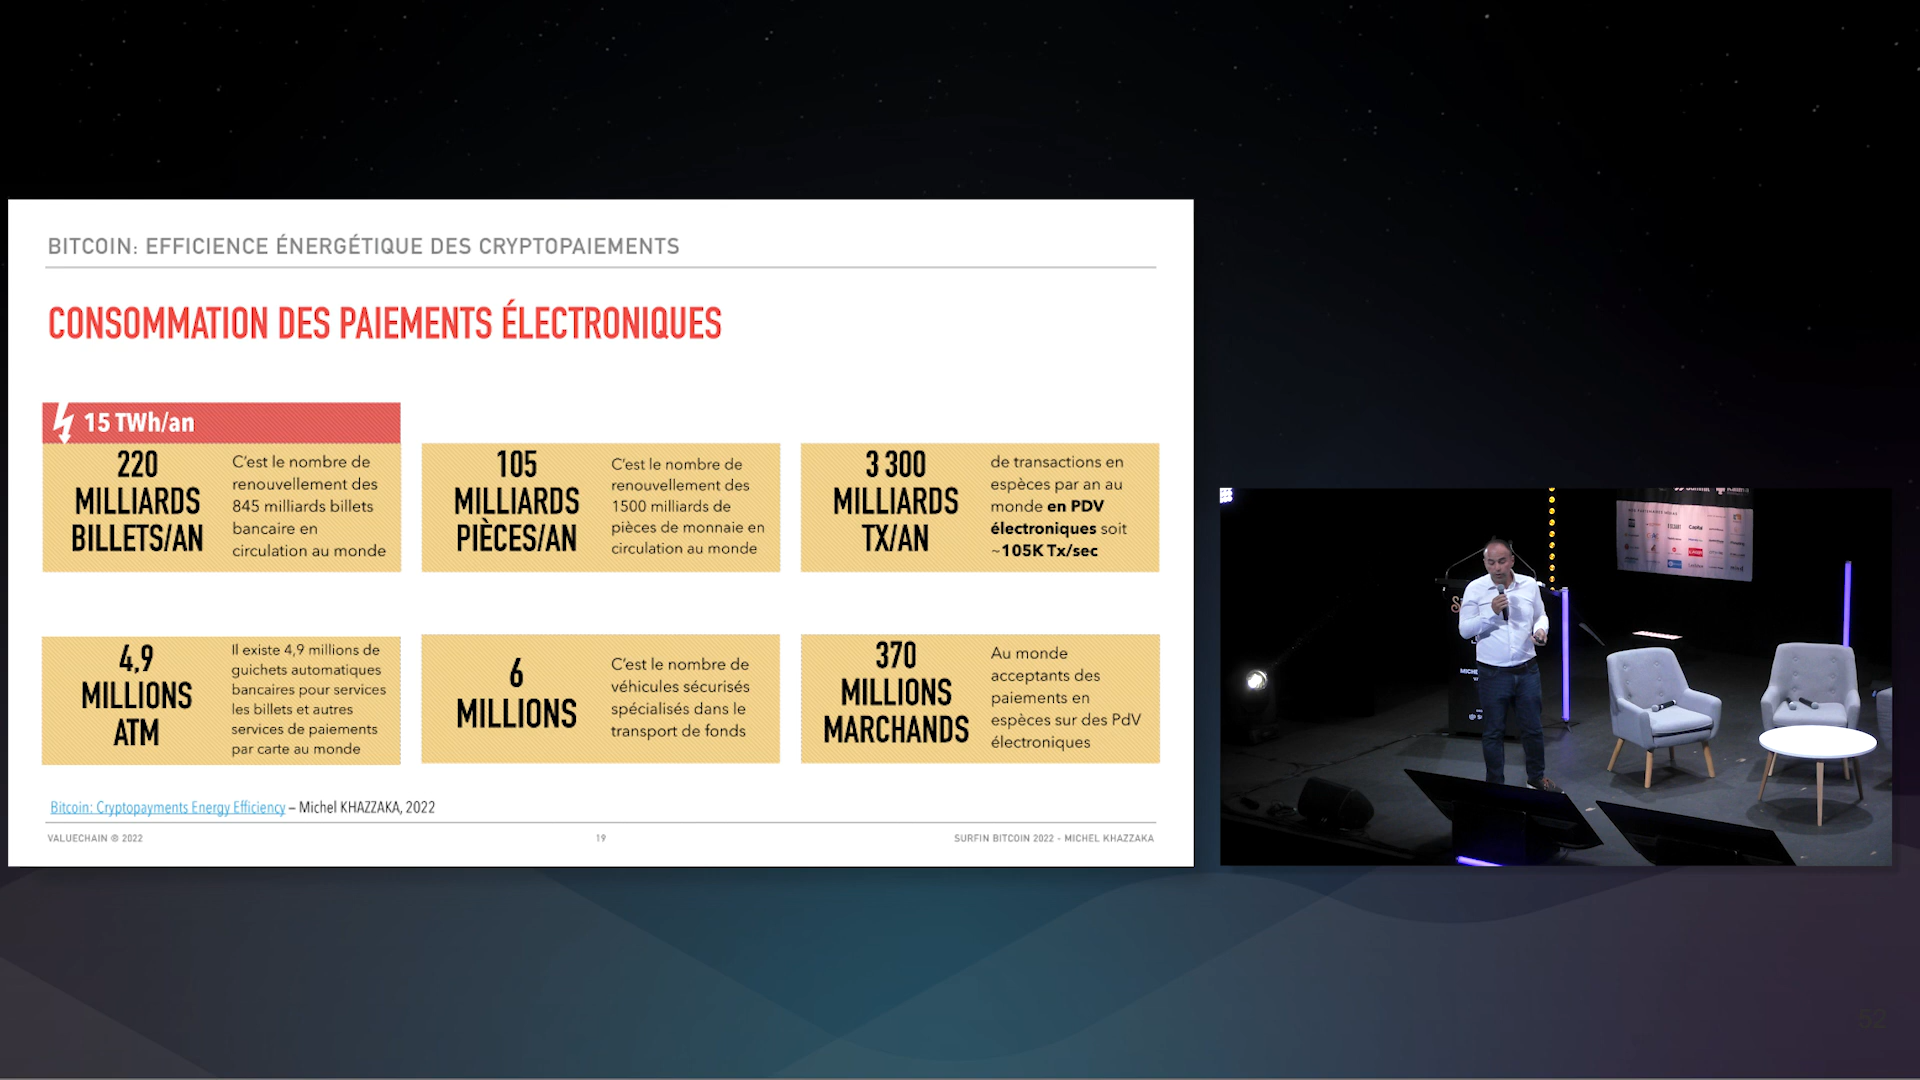 BITCOIN: EFFICIENCE ÉNERGÉTIQUE DES CRYPTOPAIEMENTS
CONSOMMATION DES PAIEMENTS ÉLECTRONIQUES
15 TWh/an
220
MILLIARDS
BILLETS/AN
C'est le nombre de
renouvellement des
845 milliards billets
bancaire en
circulation au monde
105
MILLIARDS
PIÈCES/AN
C'est le nombre de
renouvellement des
1500 milliards de
pièces de monnaie en
circulation au monde
3 300
MILLIARDS
TX/AN
de transactions en
espèces par an au
monde en PDV
électroniques soit
~105K Tx/sec
4,9
MILLIONS
ATM
Il existe 4,9 millions de
guichets automatiques
bancaires pour services
les billets et autres
services de paiements
par carte au monde
6
MILLIONS
C'est le nombre de
véhicules sécurisés
spécialisés dans le
transport de fonds
370
MILLIONS
MARCHANDS
Au monde
acceptants des
paiements en
espèces sur des PdV
électroniques
Bitcoin: Cryptopayments Energy Efficiency – Michel KHAZZAKA, 2022
VALUECHAIN © 2022
19
SURFIN BITCOIN 2022 - MICHEL KHAZZAKA
52